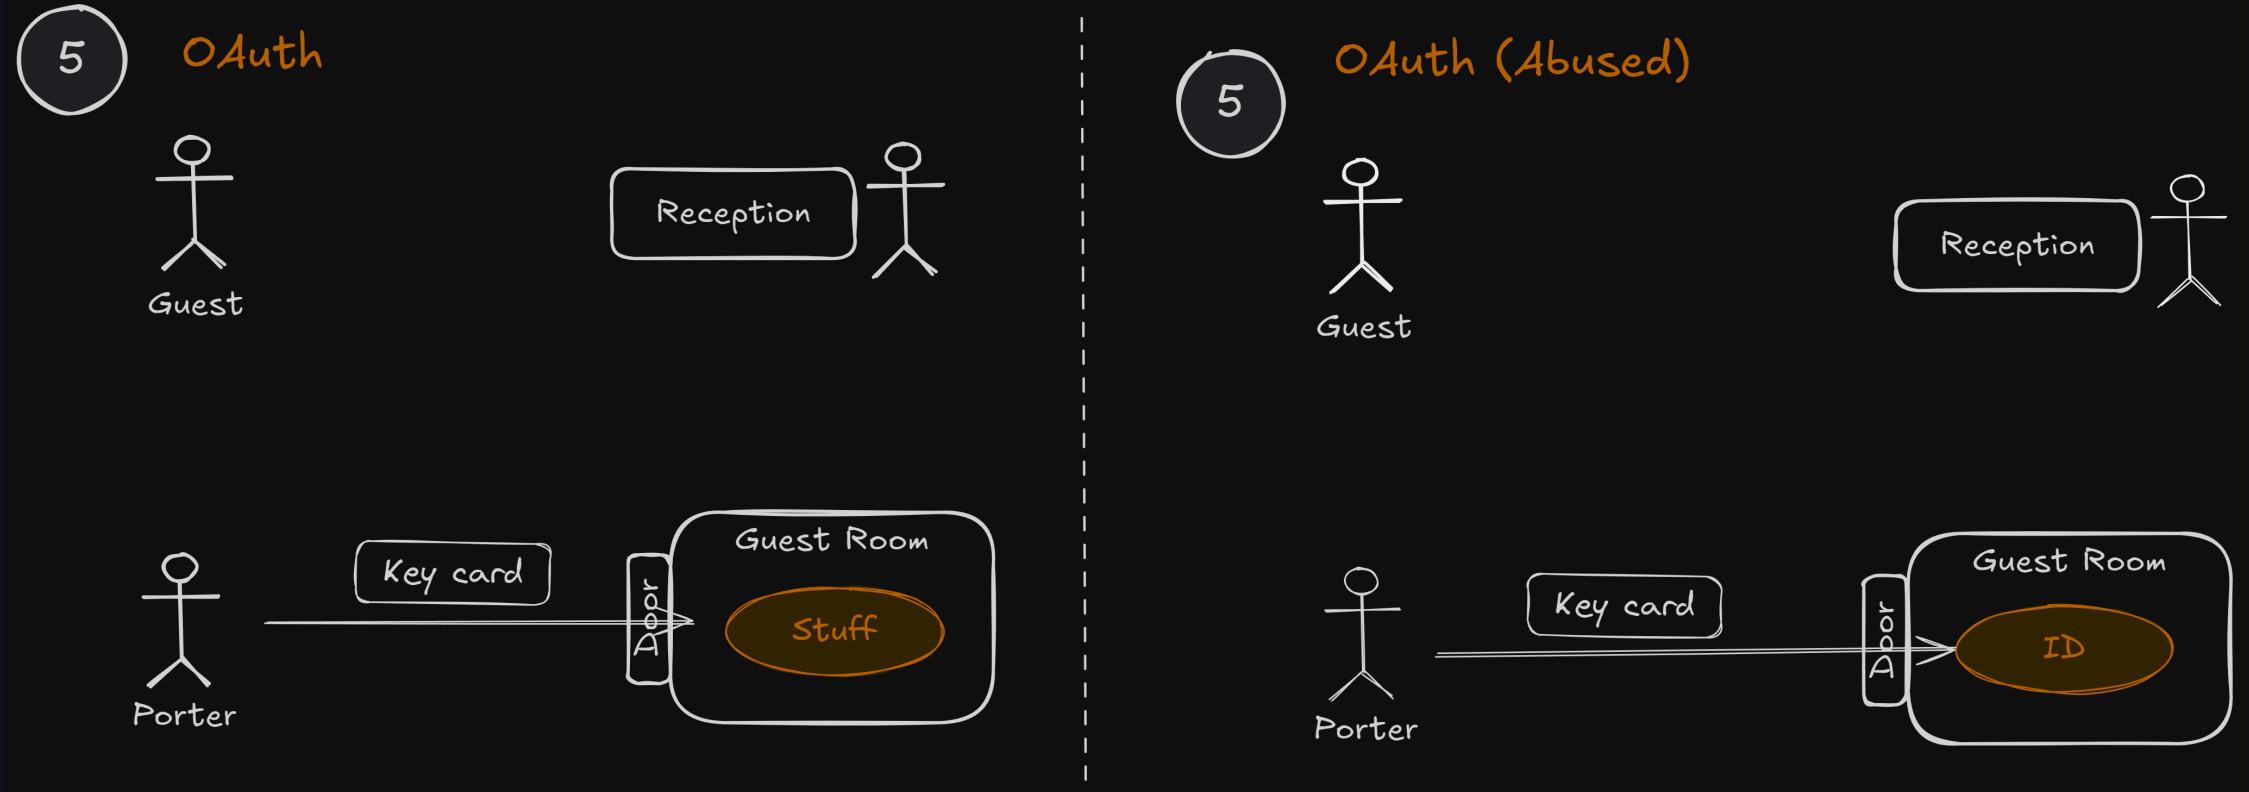 5
OAuth
Guest
Reception
Porter
Key card
Door
Guest Room
Stuff
5
OAuth (Abused)
Guest
Reception
Porter
Key card
Door
Guest Room
ID